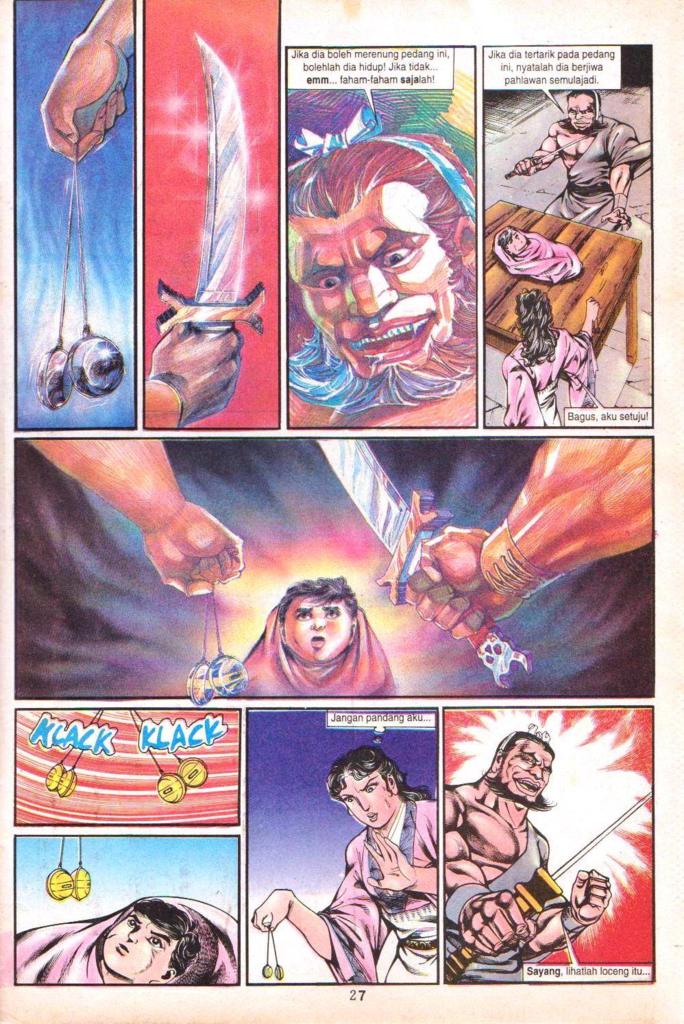 Jika dia boleh merenung pedang ini,
bolehlah dia hidup! Jika tidak...
emm... faham-faham sajalah!
Jika dia tertarik pada pedang
ini, nyatalah dia berjiwa
pahlawan semulajadi.
Bagus, aku setuju!
KLACK KLACK
Jangan pandang aku...
Sayang, lihatlah loceng itu...
27